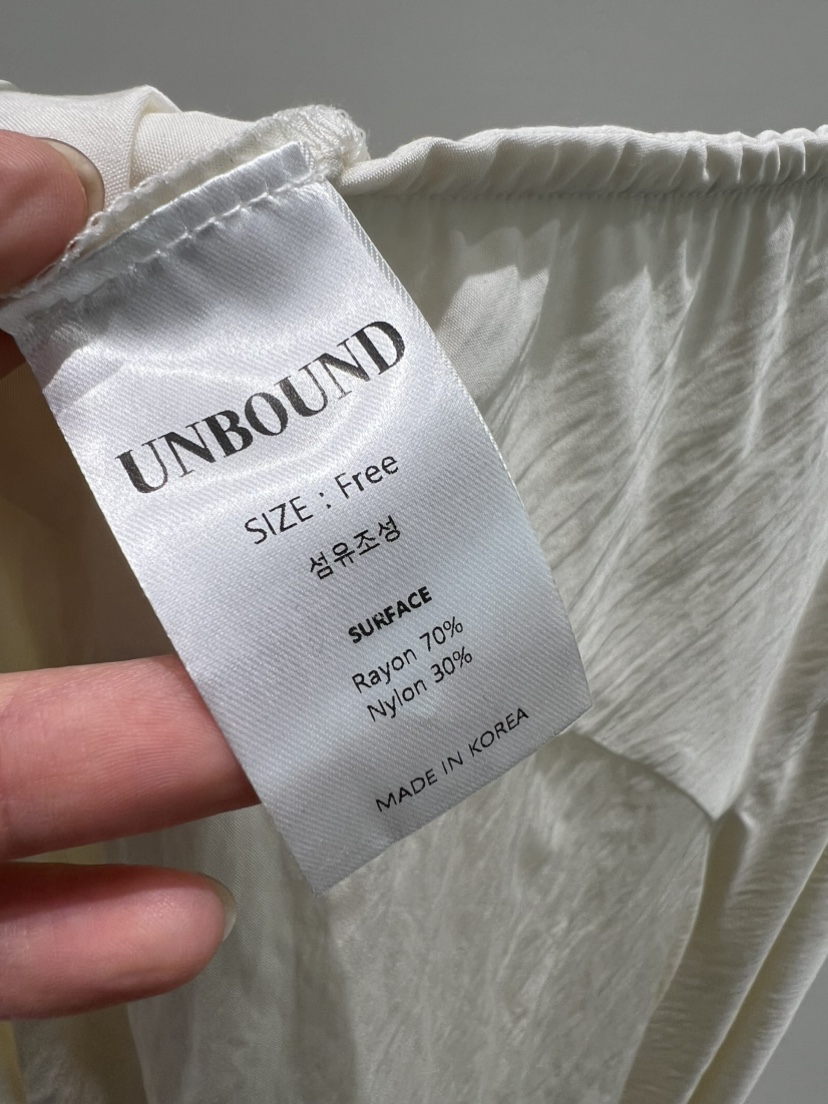 UNBOUND
SIZE : Free
섬유조성
SURFACE
Rayon 70%
Nylon 30%
MADE IN KOREA